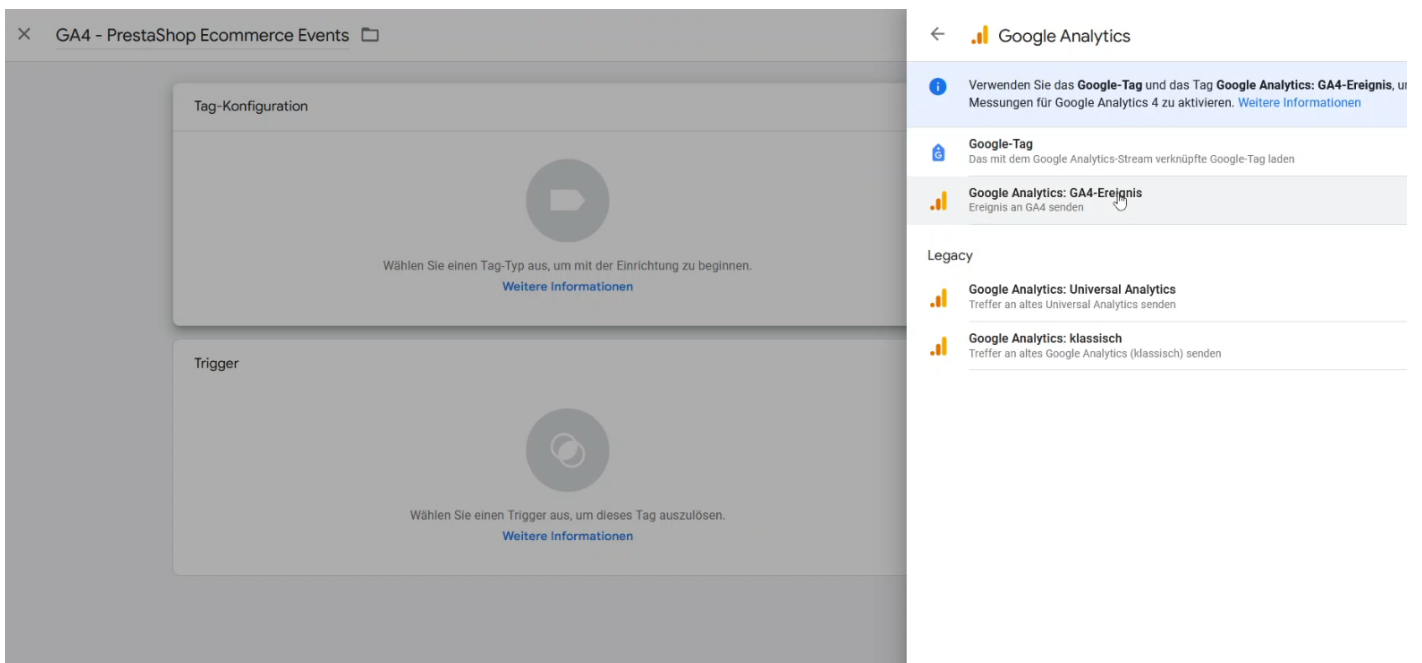 GA4 - PrestaShop Ecommerce Events
Tag-Konfiguration
Wählen Sie einen Tag-Typ aus, um mit der Einrichtung zu beginnen.
Weitere Informationen
Trigger
Wählen Sie einen Trigger aus, um dieses Tag auszulösen.
Weitere Informationen
Google Analytics
Verwenden Sie das Google-Tag und das Tag Google Analytics: GA4-Ereignis,
Messungen für Google Analytics 4 zu aktivieren. Weitere Informationen
Google-Tag
Das mit dem Google Analytics-Stream verknüpfte Google-Tag laden
Google Analytics: GA4-Ereignis
Ereignis an GA4 senden
Legacy
Google Analytics: Universal Analytics
Treffer an altes Universal Analytics senden
Google Analytics: klassisch
Treffer an altes Google Analytics (klassisch) senden